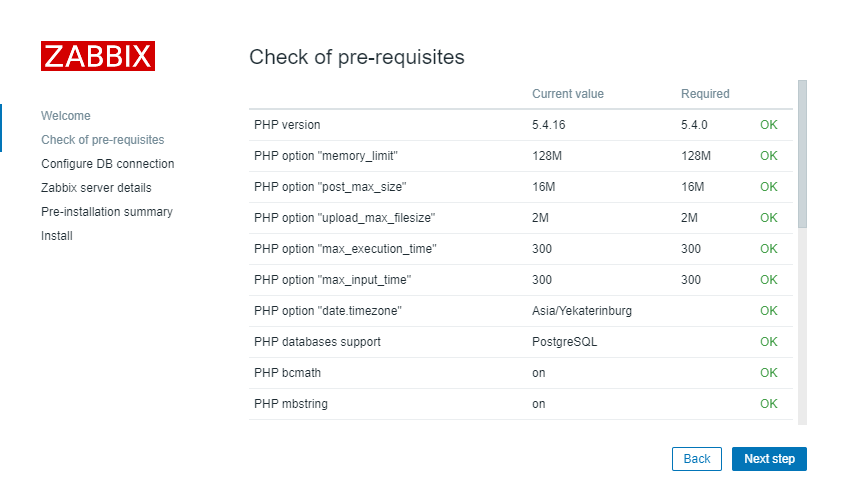 ZABBIX
Check of pre-requisites
Welcome
Check of pre-requisites
Configure DB connection
Zabbix server details
Pre-installation summary
Install
Current value Required
PHP version 5.4.16 5.4.0 OK
PHP option "memory_limit" 128M 128M OK
PHP option "post_max_size" 16M 16M OK
PHP option "upload_max_filesize" 2M 2M OK
PHP option "max_execution_time" 300 300 OK
PHP option "max_input_time" 300 300 OK
PHP option "date.timezone" Asia/Yekaterinburg OK
PHP databases support PostgreSQL OK
PHP bcmath on OK
PHP mbstring on OK
Back Next step